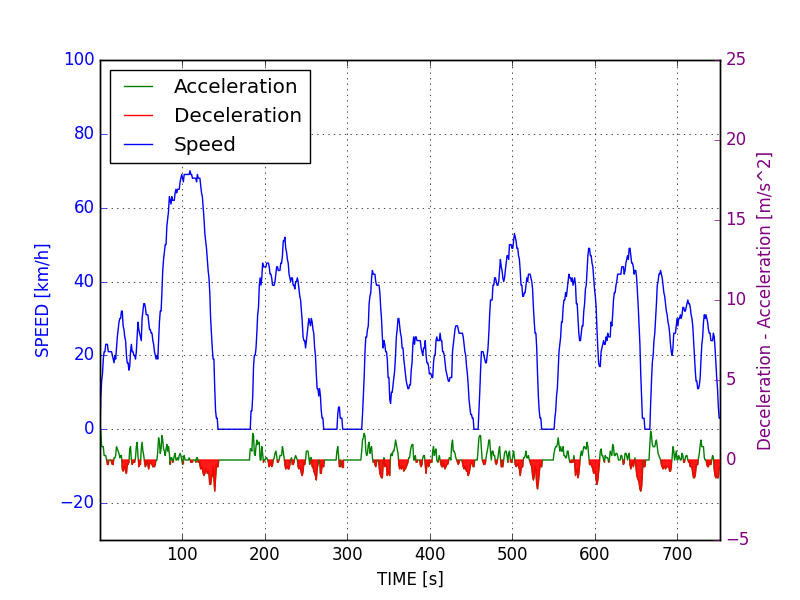 Acceleration
Deceleration
Speed
100
80
60
40
20
0
−20
SPEED [km/h]
25
20
15
10
5
0
−5
Deceleration - Acceleration [m/s^2]
100 200 300 400 500 600 700
TIME [s]